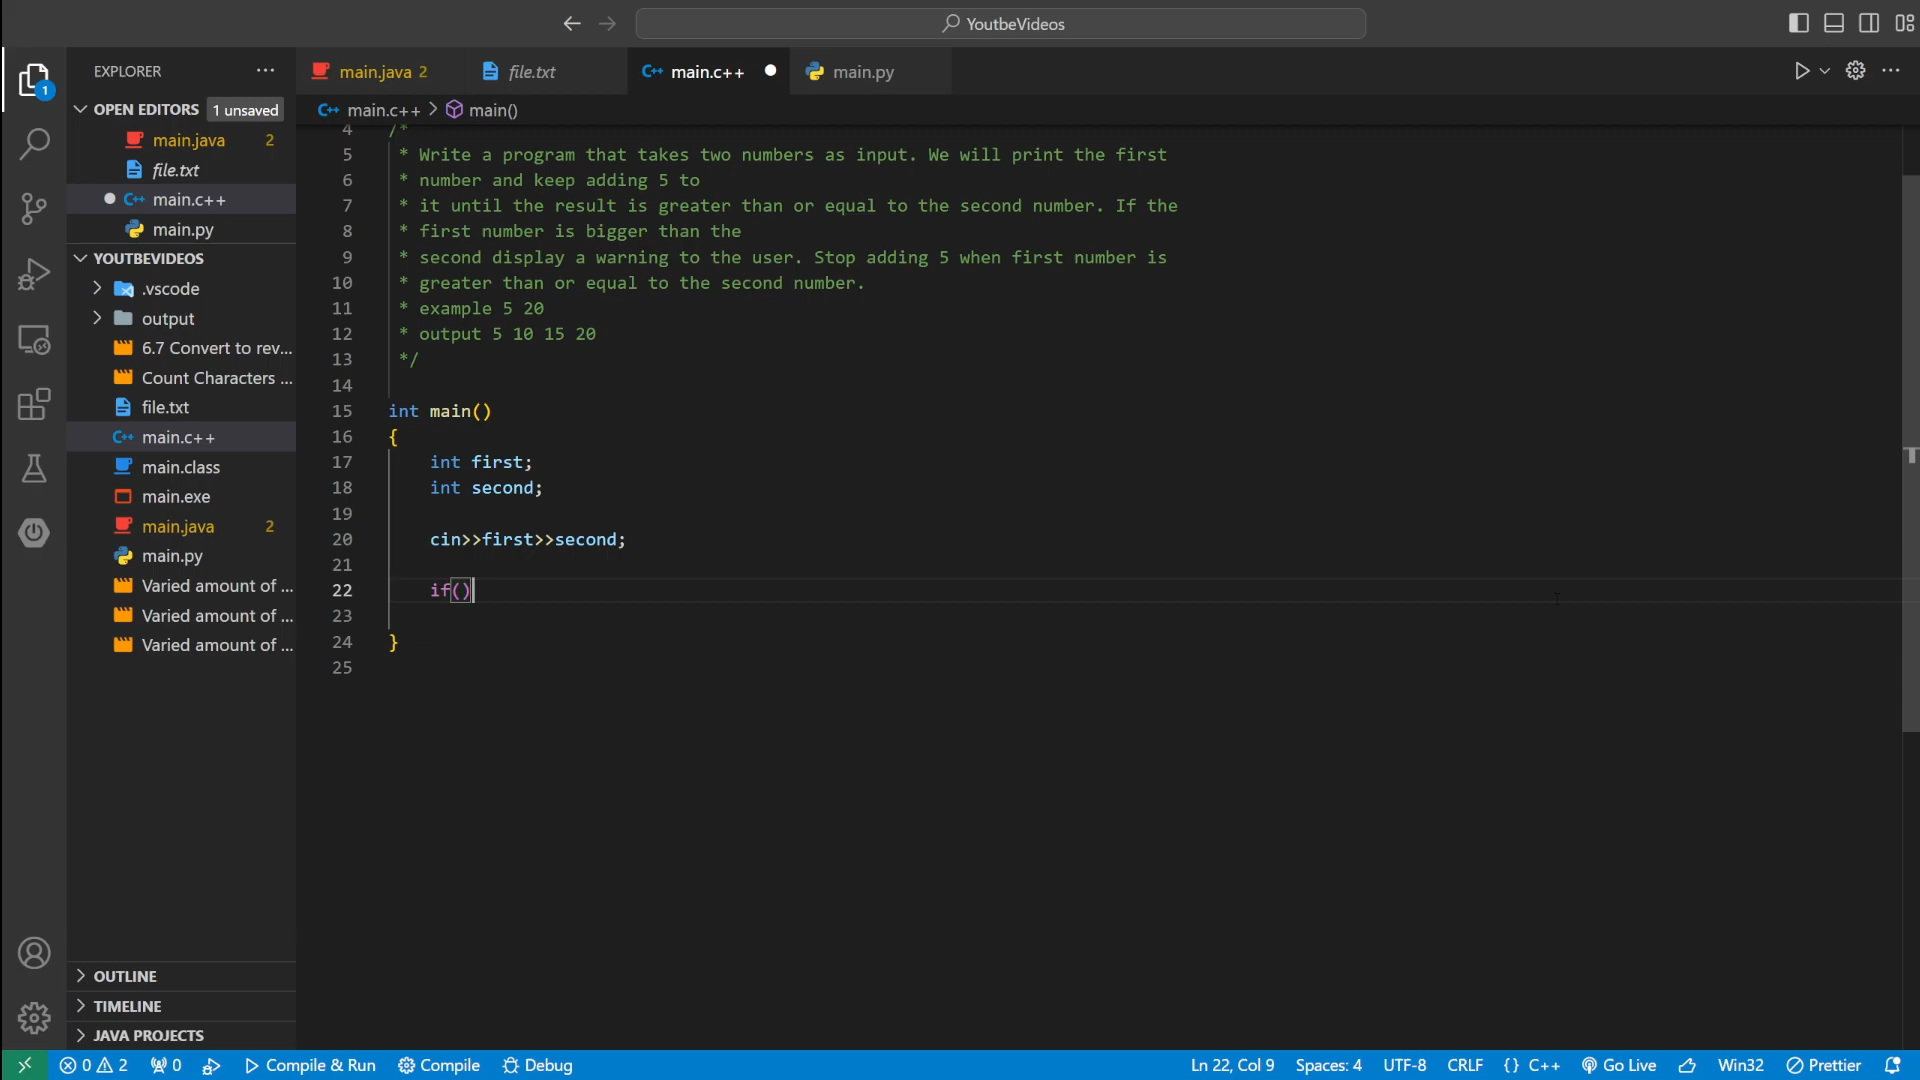 YoutbeVideos
EXPLORER
main.java 2
file.txt
main.c++
main.py
1
OPEN EDITORS 1 unsaved
main.c++ > main()
main.java 2
file.txt
main.c++
main.py
YOUTBEVIDEOS
.vscode
output
6.7 Convert to rev...
Count Characters ...
file.txt
main.c++
main.class
main.exe
main.java 2
main.py
Varied amount of ...
Varied amount of ...
Varied amount of ...
OUTLINE
TIMELINE
JAVA PROJECTS
4 /*
5 * Write a program that takes two numbers as input. We will print the first
6 * number and keep adding 5 to
7 * it until the result is greater than or equal to the second number. If the
8 * first number is bigger than the
9 * second display a warning to the user. Stop adding 5 when first number is
10 * greater than or equal to the second number.
11 * example 5 20
12 * output 5 10 15 20
13 */
14
15 int main()
16 {
17 int first;
18 int second;
19
20 cin>>first>>second;
21
22 if()
23
24 }
25
0 2 0 Compile & Run Compile Debug
Ln 22, Col 9 Spaces: 4 UTF-8 CRLF {} C++ Go Live Win32 Prettier